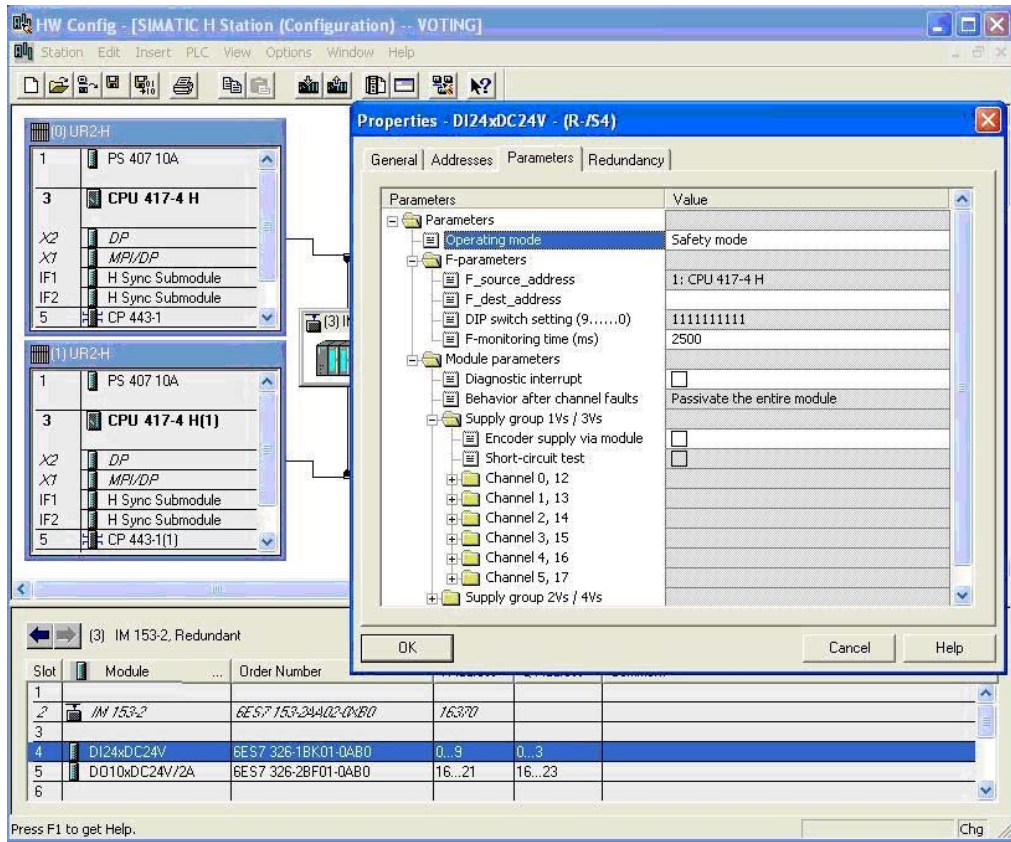 HW Config - [SIMATIC H Station (Configuration) -- VOTING]
Station Edit Insert PLC View Options Window Help
(0) UR2-H
1 PS 407 10A
3 CPU 417-4 H
X2 DP
X1 MPI/DP
IF1 H Sync Submodule
IF2 H Sync Submodule
5 CP 443-1
(1) UR2-H
1 PS 407 10A
3 CPU 417-4 H(1)
X2 DP
X1 MPI/DP
IF1 H Sync Submodule
IF2 H Sync Submodule
5 CP 443-1(1)
(3) IM
Properties - DI24xDC24V - (R-/S4)
General Addresses Parameters Redundancy
Parameters Value
Parameters
Operating mode Safety mode
F-parameters
F_source_address 1: CPU 417-4 H
F_dest_address
DIP switch setting (9......0) 1111111111
F-monitoring time (ms) 2500
Module parameters
Diagnostic interrupt
Behavior after channel faults Passivate the entire module
Supply group 1Vs / 3Vs
Encoder supply via module
Short-circuit test
Channel 0, 12
Channel 1, 13
Channel 2, 14
Channel 3, 15
Channel 4, 16
Channel 5, 17
Supply group 2Vs / 4Vs
OK Cancel Help
(3) IM 153-2, Redundant
Slot Module ... Order Number
1
2 IM 153-2 6ES7 153-2AA02-0XB0 16370
3
4 DI24xDC24V 6ES7 326-1BK01-0AB0 0...9 0...3
5 DO10xDC24V/2A 6ES7 326-2BF01-0AB0 16...21 16...23
6
Press F1 to get Help. Chg